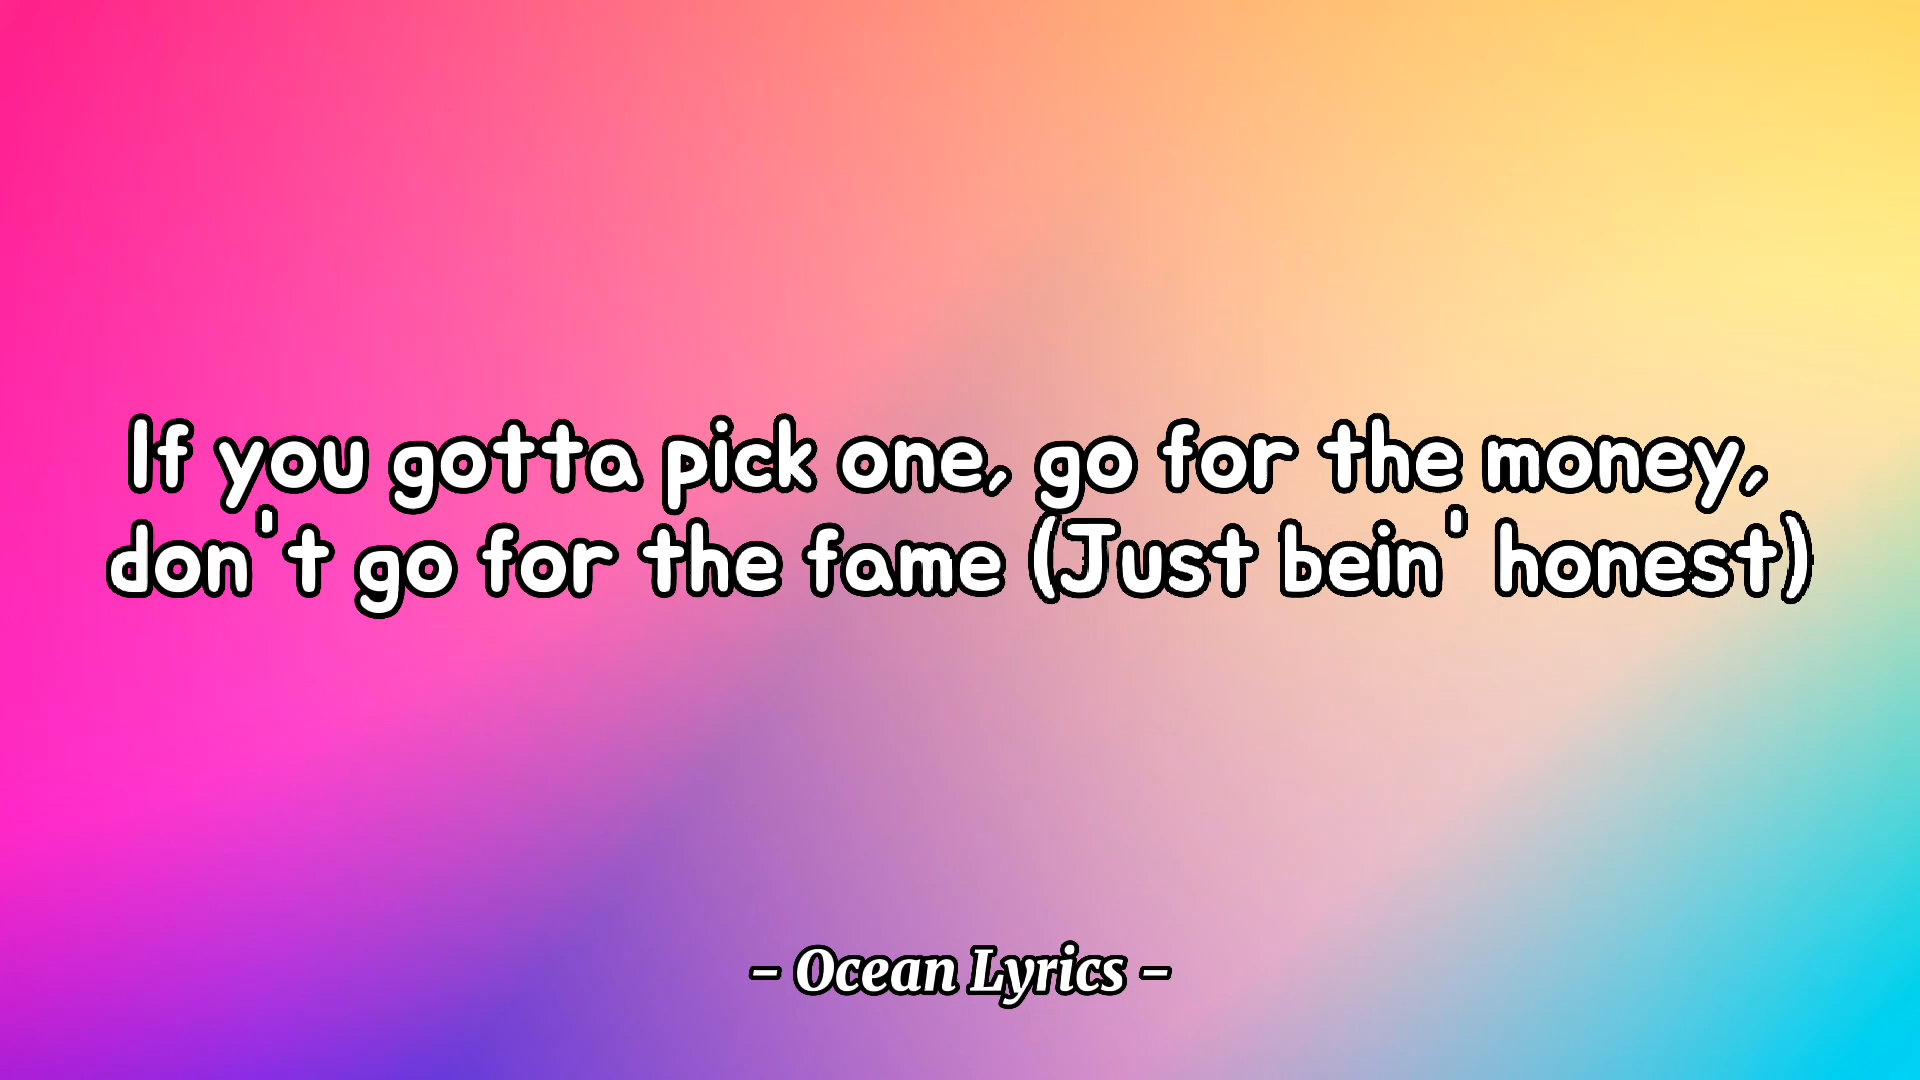 If you gotta pick one, go for the money,
don't go for the fame (Just bein' honest)
- Ocean Lyrics -